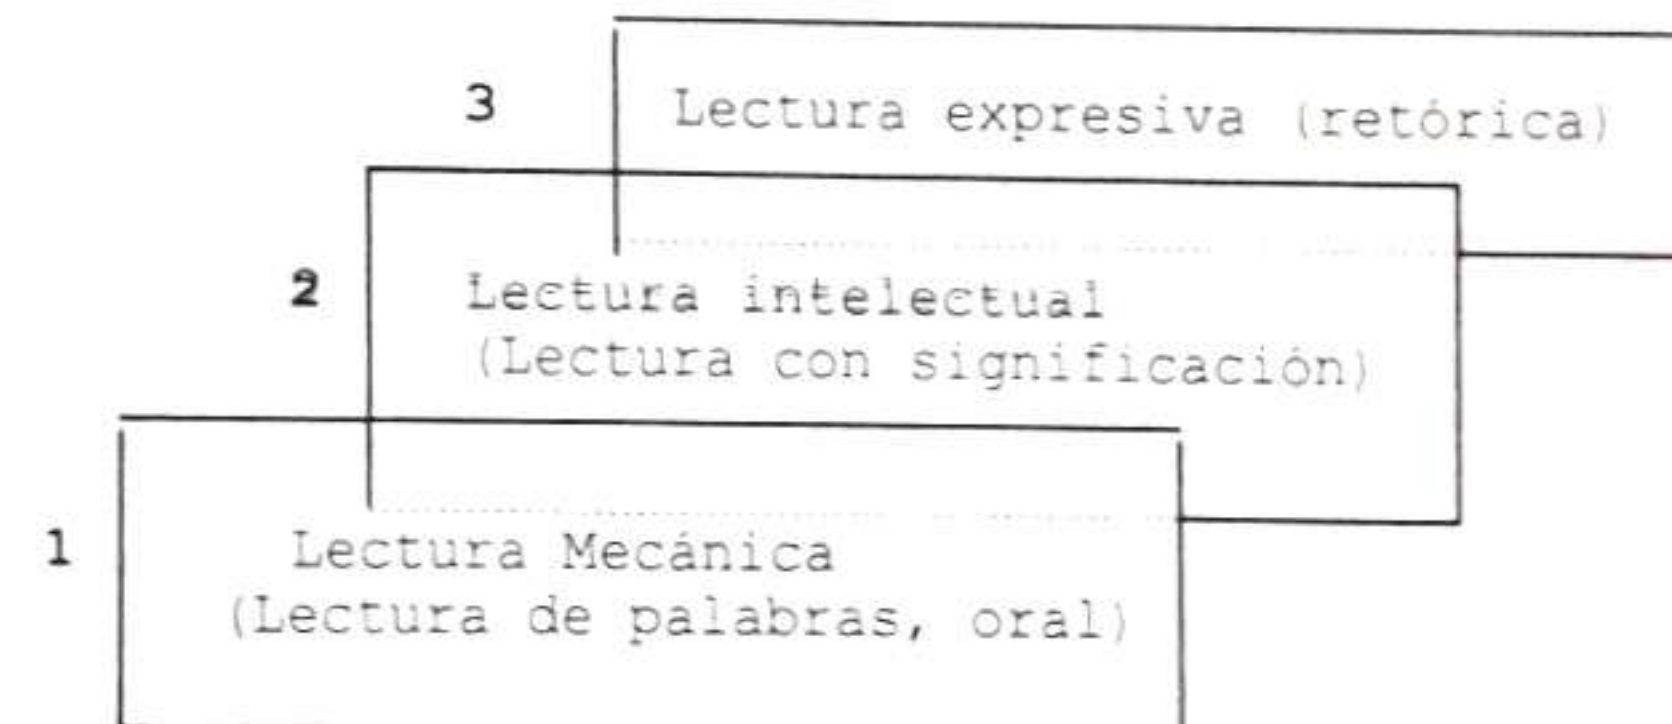 3 Lectura expresiva (retórica)
2 Lectura intelectual
(Lectura con significación)
1 Lectura Mecánica
(Lectura de palabras, oral)